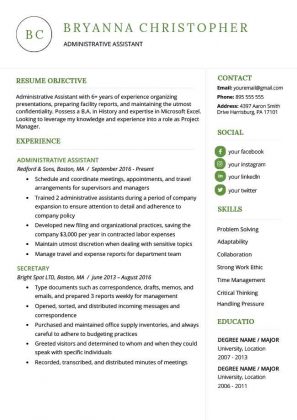 BC
BRYANNA CHRISTOPHER
ADMINISTRATIVE ASSISTANT
RESUME OBJECTIVE
Administrative Assistant with 6+ years of experience organizing
presentations, preparing facility reports, and maintaining the utmost
confidentiality. Possess a B.A. in History and expertise in Microsoft Excel.
Looking to leverage my knowledge and experience into a role as Project
Manager.
EXPERIENCE
ADMINISTRATIVE ASSISTANT
Redford & Sons, Boston, MA / September 2016 - Present
• Schedule and coordinate meetings, appointments, and travel
arrangements for supervisors and managers
• Trained 2 administrative assistants during a period of company
expansion to ensure attention to detail and adherence to
company policy
• Developed new filing and organizational practices, saving the
company $3,000 per year in contracted labor expenses
• Maintain utmost discretion when dealing with sensitive topics
• Manage travel and expense reports for department team
SECRETARY
Bright Spot LTD, Boston, MA / June 2013 – August 2016
• Type documents such as correspondence, drafts, memos, and
emails, and prepared 3 reports weekly for management
• Opened, sorted, and distributed incoming messages and
correspondence
• Purchased and maintained office supply inventories, and always
careful to adhere to budgeting practices
• Greeted visitors and determined to whom and when they could
speak with specific individuals
• Recorded, transcribed, and distributed minutes of meetings
CONTACT
Email: youremail@gmail.com
Phone: 895 555 555
Address: 4397 Aaron Smith
Drive Harrisburg, PA 17101
SOCIAL
your facebook
your instagram
your linkedIn
your twitter
SKILLS
Problem Solving
Adaptability
Collaboration
Strong Work Ethic
Time Management
Critical Thinking
Handling Pressure
EDUCATIO
DEGREE NAME / MAJOR
University, Location
2007 - 2013
DEGREE NAME / MAJOR
University, Location
2006 - 2011